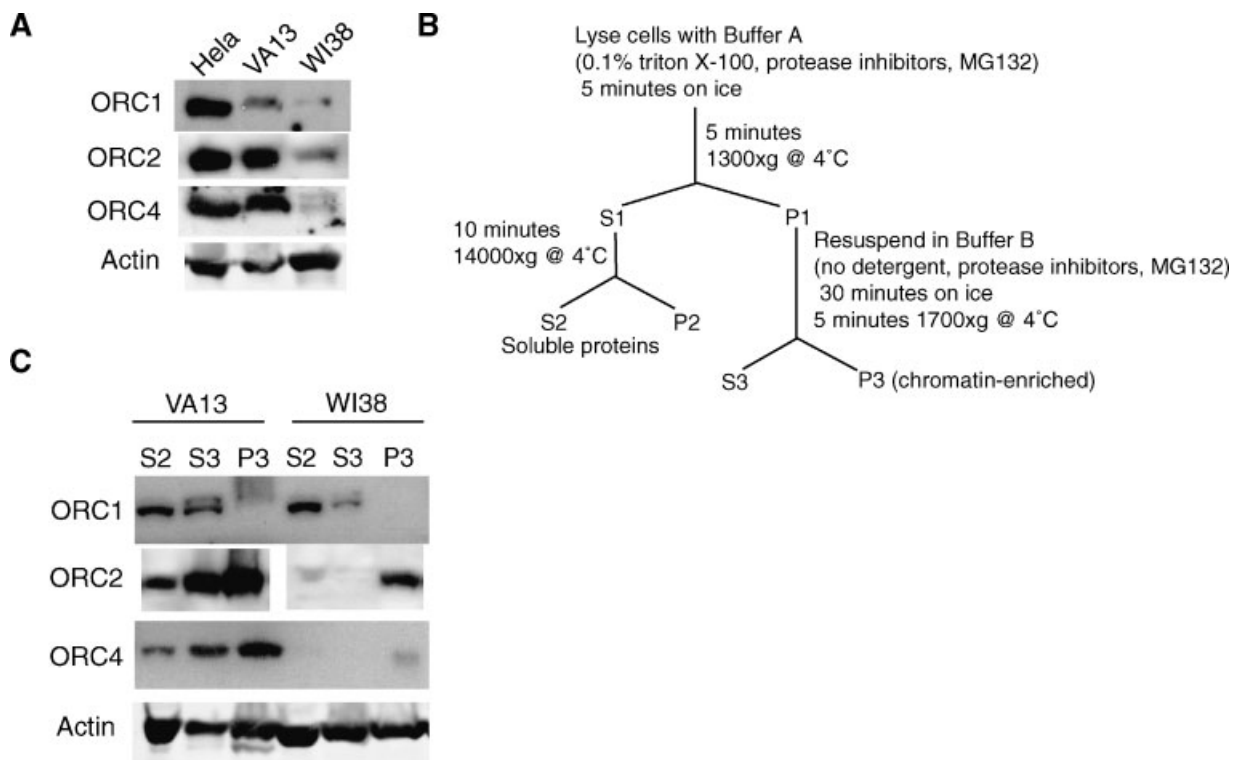 A
Hela VA13 WI38
ORC1
ORC2
ORC4
Actin
B
Lyse cells with Buffer A
(0.1% triton X-100, protease inhibitors, MG132)
5 minutes on ice
5 minutes
1300xg @ 4˚C
S1
P1
10 minutes
14000xg @ 4˚C
S2
P2
Soluble proteins
Resuspend in Buffer B
(no detergent, protease inhibitors, MG132)
30 minutes on ice
5 minutes 1700xg @ 4˚C
S3
P3 (chromatin-enriched)
C
VA13 WI38
S2 S3 P3 S2 S3 P3
ORC1
ORC2
ORC4
Actin